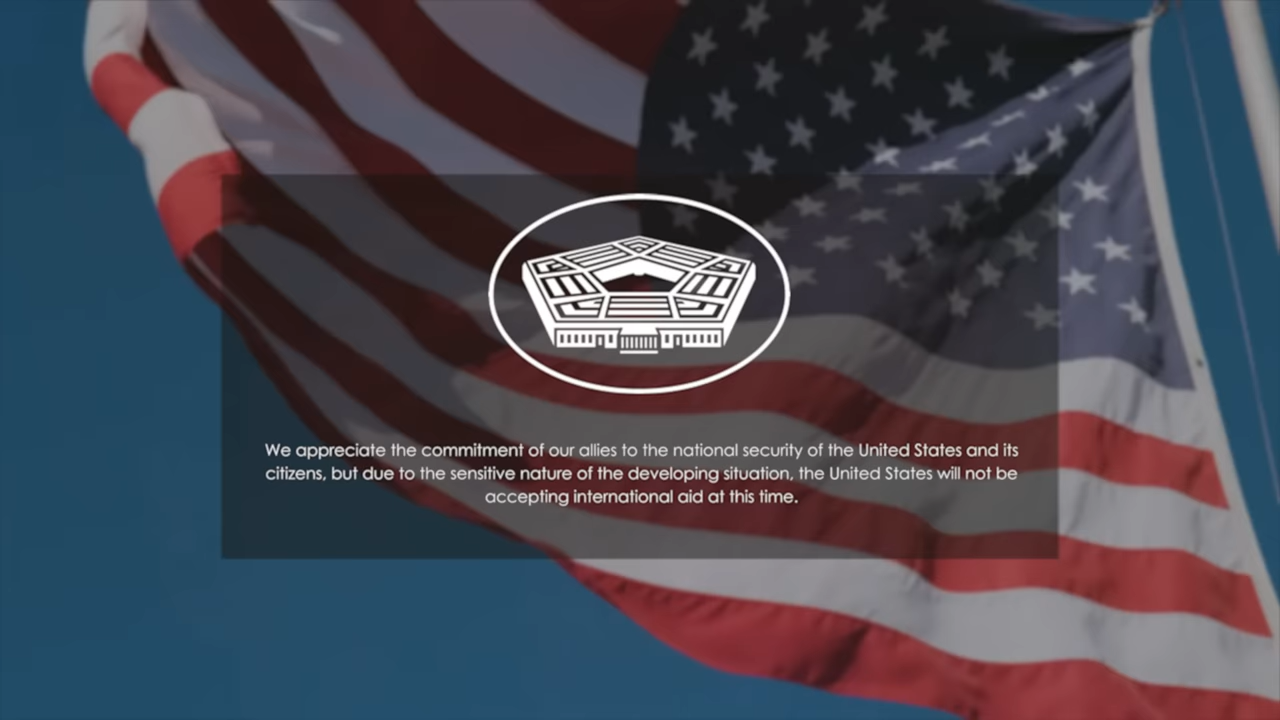 We appreciate the commitment of our allies to the national security of the United States and its
citizens, but due to the sensitive nature of the developing situation, the United States will not be
accepting international aid at this time.